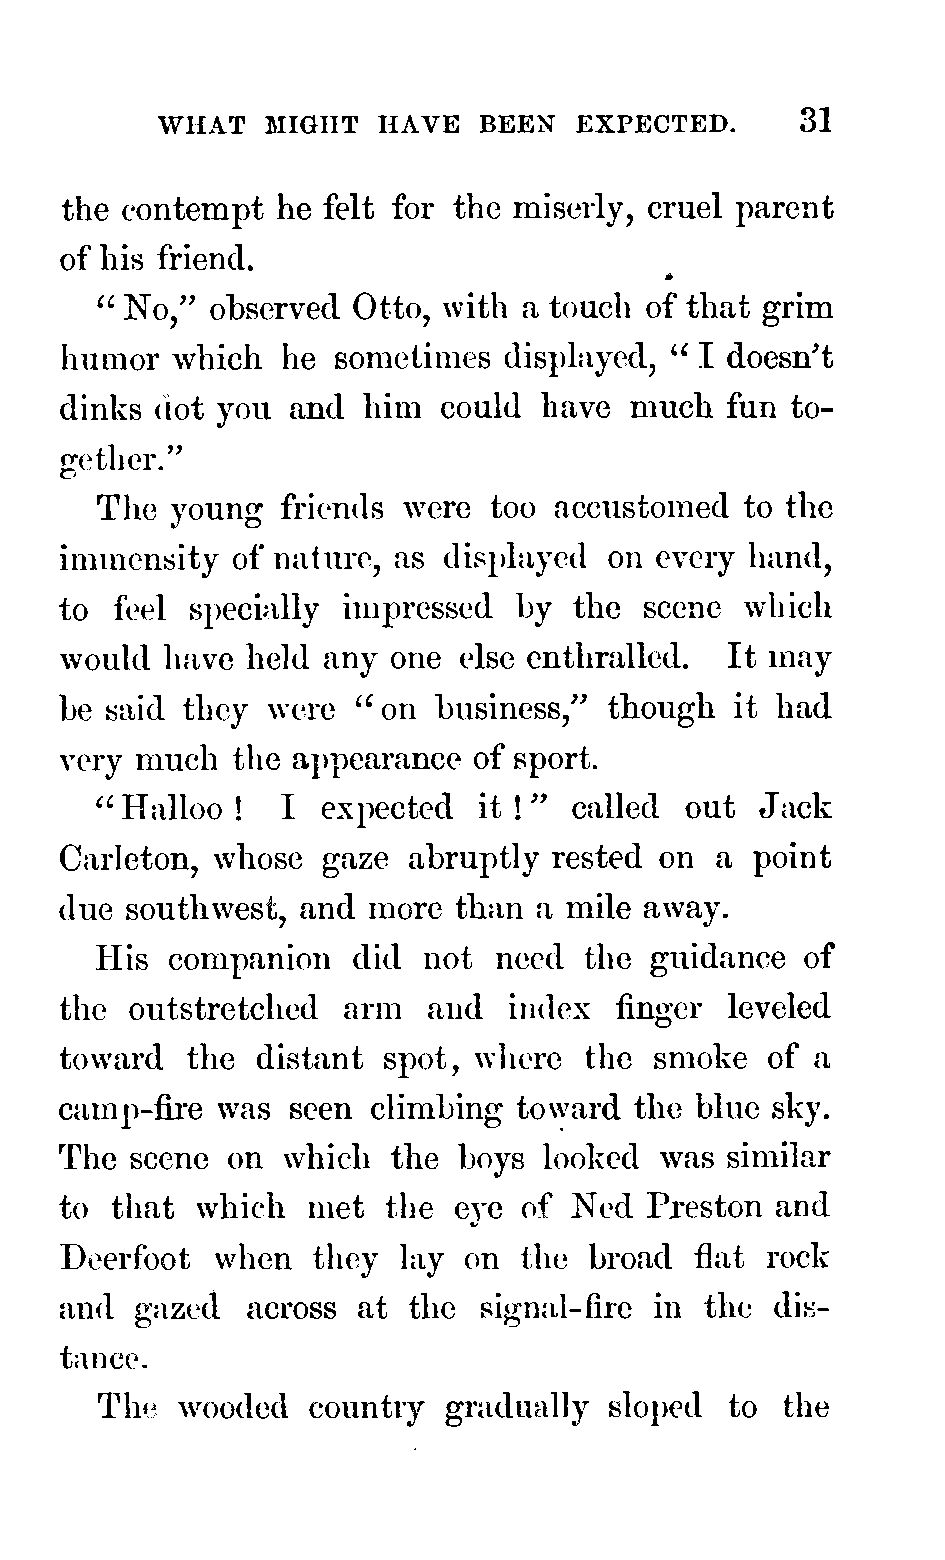 WHAT MIGHT HAVE BEEN EXPECTED. 31
the contempt he felt for the miserly, cruel parent
of his friend.
“No,” observed Otto, with a touch of that grim
humor which he sometimes displayed, “I doesn't
dinks dot you and him could have much fun to-
gether.”
The young friends were too accustomed to the
immensity of nature, as displayed on every hand,
to feel specially impressed by the scene which
would have held any one else enthralled. It may
be said they were “on business,” though it had
very much the appearance of sport.
“Halloo! I expected it!” called out Jack
Carleton, whose gaze abruptly rested on a point
due southwest, and more than a mile away.
His companion did not need the guidance of
the outstretched arm and index finger leveled
toward the distant spot, where the smoke of a
camp-fire was seen climbing toward the blue sky.
The scene on which the boys looked was similar
to that which met the eye of Ned Preston and
Deerfoot when they lay on the broad flat rock
and gazed across at the signal-fire in the dis-
tance.
The wooded country gradually sloped to the